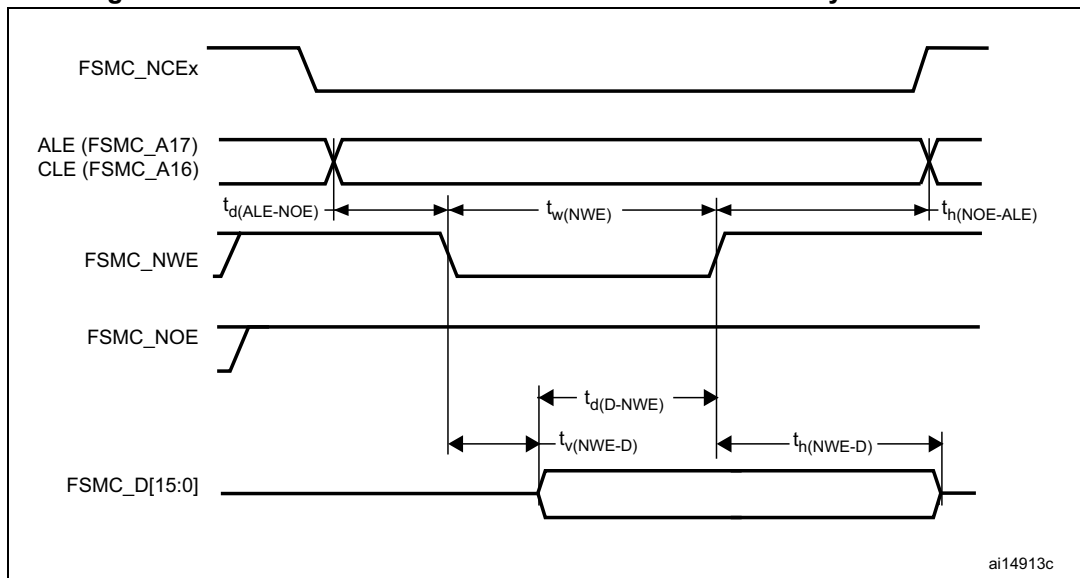 FSMC_NCEx
ALE (FSMC_A17)
CLE (FSMC_A16)
td(ALE-NOE) tw(NWE) th(NOE-ALE)
FSMC_NWE
FSMC_NOE
td(D-NWE)
tv(NWE-D) th(NWE-D)
FSMC_D[15:0]
ai14913c